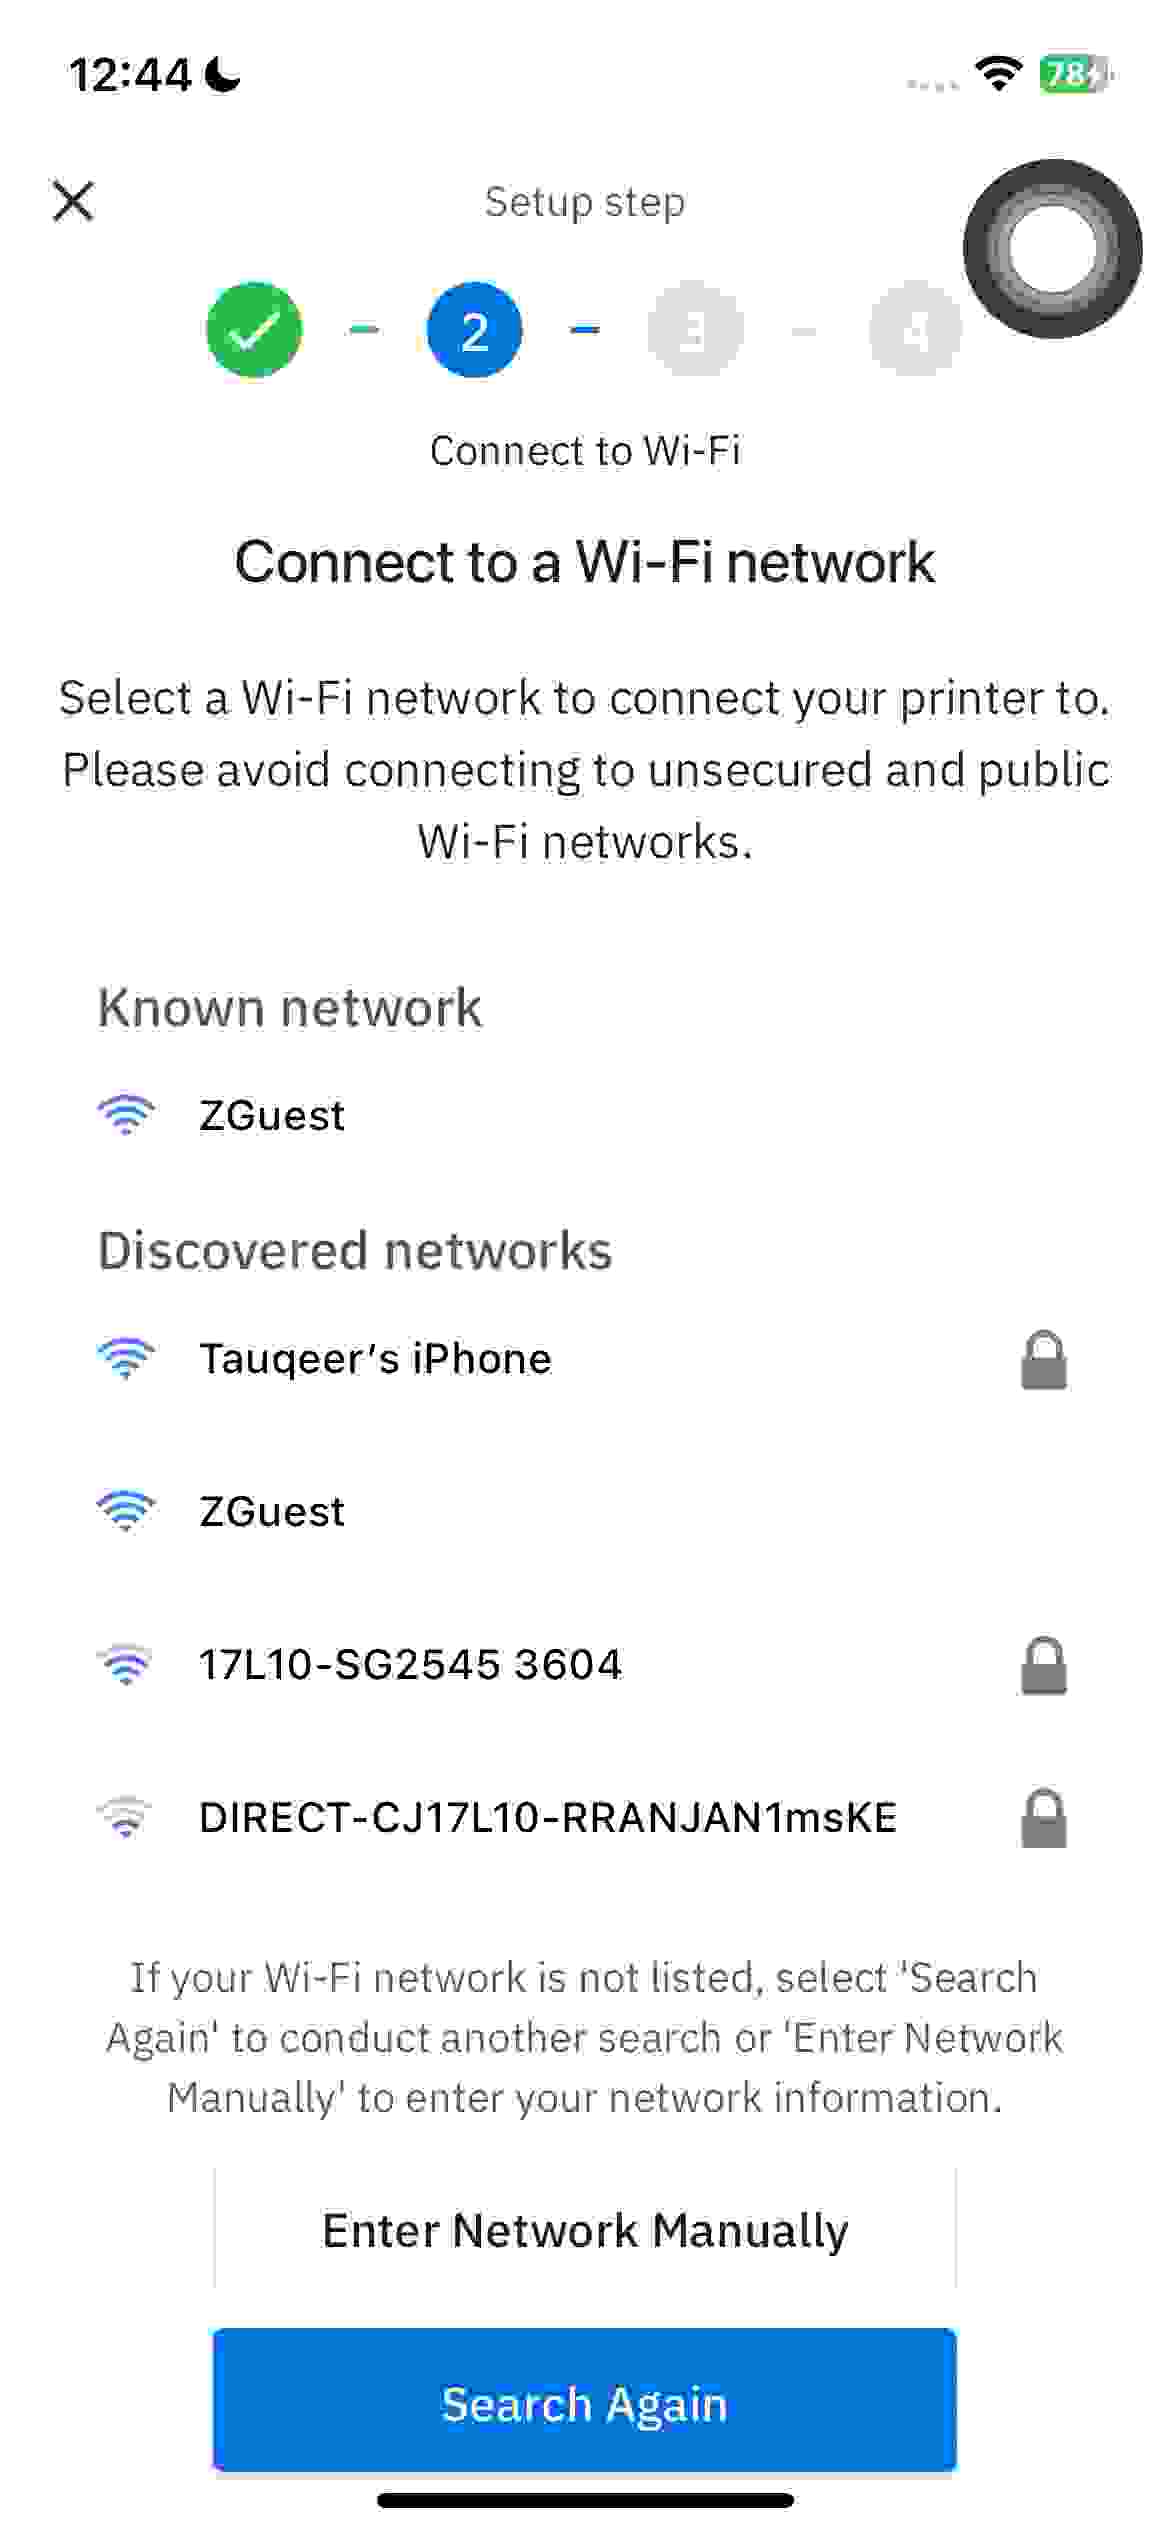 12:44
78
Setup step
2
3
4
Connect to Wi-Fi
Connect to a Wi-Fi network
Select a Wi-Fi network to connect your printer to.
Please avoid connecting to unsecured and public
Wi-Fi networks.
Known network
ZGuest
Discovered networks
Tauqeer's iPhone
ZGuest
17L10-SG2545 3604
DIRECT-CJ17L10-RRANJAN1msKE
If your Wi-Fi network is not listed, select 'Search
Again' to conduct another search or 'Enter Network
Manually' to enter your network information.
Enter Network Manually
Search Again